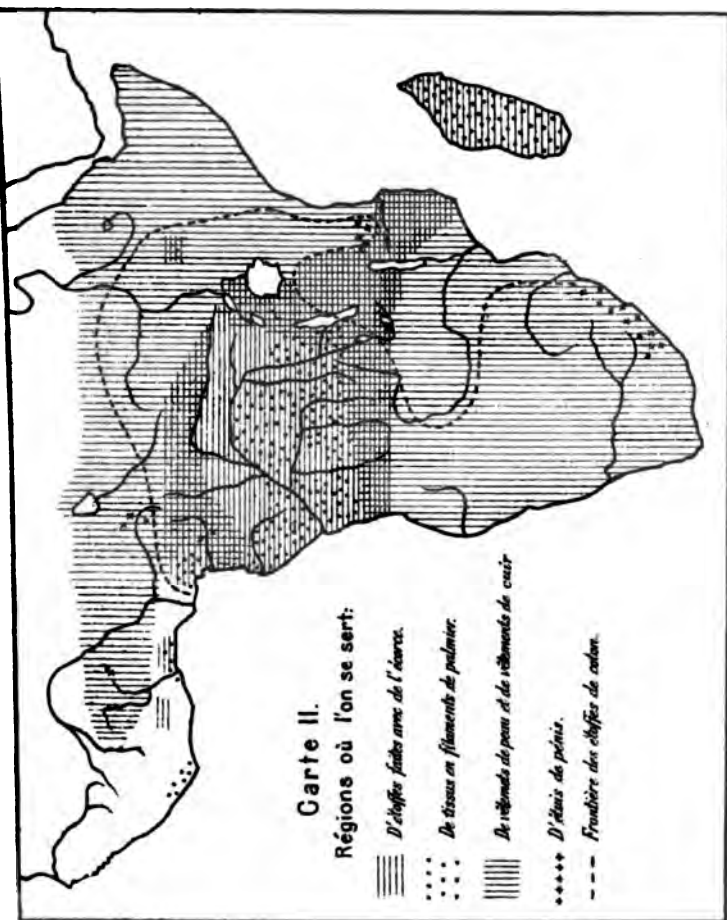 Carte II.
Régions où l'on se sert:
D'étoffes faites avec de l'écorce.
De tissus en filaments de palmier.
De vêtements de peau et de vêtements de cuir
D'étuis de pénis.
Frontière des étoffes de coton.